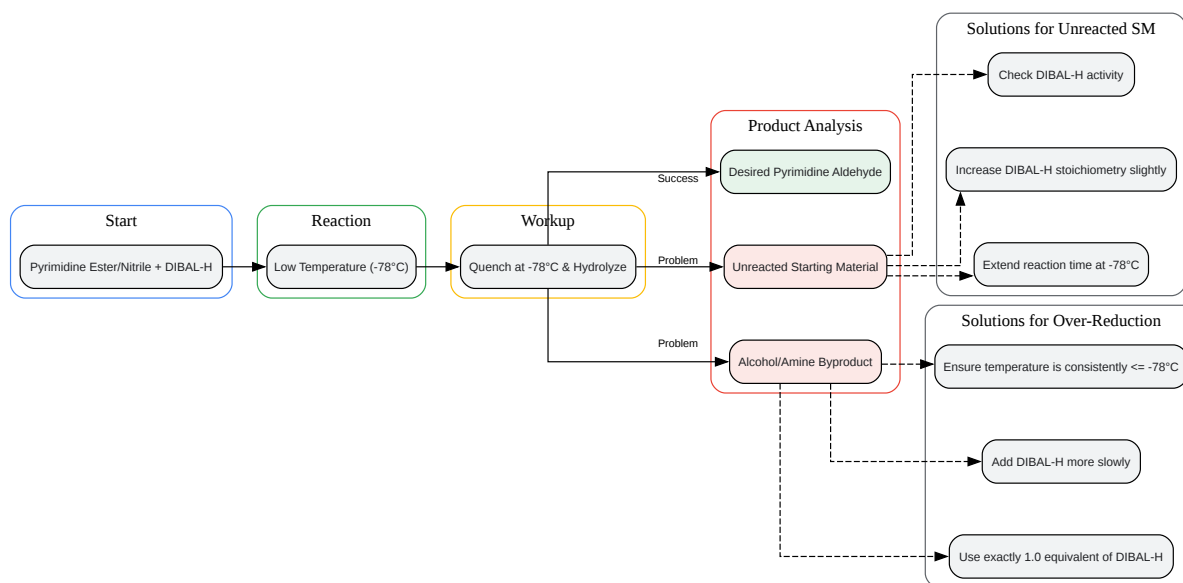 Start
Pyrimidine Ester/Nitrile + DIBAL-H
Reaction
Low Temperature (-78°C)
Workup
Quench at -78°C & Hydrolyze
Success
Problem
Problem
Product Analysis
Desired Pyrimidine Aldehyde
Unreacted Starting Material
Alcohol/Amine Byproduct
Solutions for Unreacted SM
Check DIBAL-H activity
Increase DIBAL-H stoichiometry slightly
Extend reaction time at -78°C
Solutions for Over-Reduction
Ensure temperature is consistently <= -78°C
Add DIBAL-H more slowly
Use exactly 1.0 equivalent of DIBAL-H